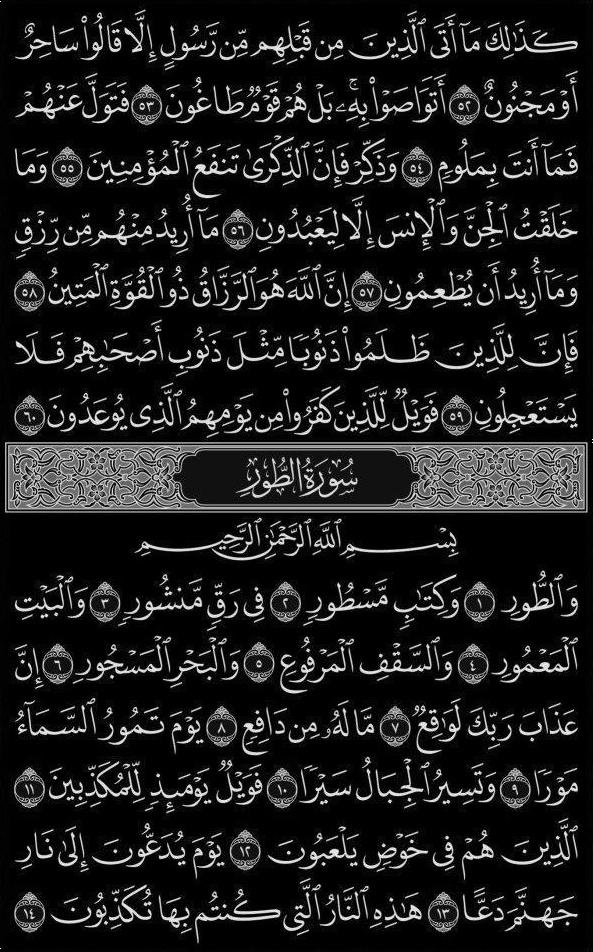 كَذَٰلِكَ مَآ أَتَى ٱلَّذِينَ مِن قَبْلِهِم مِّن رَّسُولٍ إِلَّا قَالُوا۟ سَاحِرٌ
أَوْ مَجْنُونٌ ٥٢ أَتَوَاصَوْا۟ بِهِۦ ۚ بَلْ هُمْ قَوْمٌ طَاغُونَ ٥٣ فَتَوَلَّ عَنْهُمْ
فَمَآ أَنتَ بِمَلُومٍ ٥٤ وَذَكِّرْ فَإِنَّ ٱلذِّكْرَىٰ تَنفَعُ ٱلْمُؤْمِنِينَ ٥٥ وَمَا
خَلَقْتُ ٱلْجِنَّ وَٱلْإِنسَ إِلَّا لِيَعْبُدُونِ ٥٦ مَآ أُرِيدُ مِنْهُم مِّن رِّزْقٍ
وَمَآ أُرِيدُ أَن يُطْعِمُونِ ٥٧ إِنَّ ٱللَّهَ هُوَ ٱلرَّزَّاقُ ذُو ٱلْقُوَّةِ ٱلْمَتِينُ ٥٨
فَإِنَّ لِلَّذِينَ ظَلَمُوا۟ ذَنُوبًا مِّثْلَ ذَنُوبِ أَصْحَٰبِهِمْ فَلَا
يَسْتَعْجِلُونِ ٥٩ فَوَيْلٌ لِّلَّذِينَ كَفَرُوا۟ مِن يَوْمِهِمُ ٱلَّذِى يُوعَدُونَ ٦٠
سُورَةُ الطُّورِ
بِسْمِ ٱللَّهِ ٱلرَّحْمَٰنِ ٱلرَّحِيمِ
وَٱلطُّورِ ١ وَكِتَٰبٍ مَّسْطُورٍ ٢ فِى رَقٍّ مَّنشُورٍ ٣ وَٱلْبَيْتِ
ٱلْمَعْمُورِ ٤ وَٱلسَّقْفِ ٱلْمَرْفُوعِ ٥ وَٱلْبَحْرِ ٱلْمَسْجُورِ ٦ إِنَّ
عَذَابَ رَبِّكَ لَوَٰقِعٌ ٧ مَّا لَهُۥ مِن دَافِعٍ ٨ يَوْمَ تَمُورُ ٱلسَّمَآءُ
مَوْرًا ٩ وَتَسِيرُ ٱلْجِبَالُ سَيْرًا ١٠ فَوَيْلٌ يَوْمَئِذٍ لِّلْمُكَذِّبِينَ ١١
ٱلَّذِينَ هُمْ فِى خَوْضٍ يَلْعَبُونَ ١٢ يَوْمَ يُدَعُّونَ إِلَىٰ نَارِ
جَهَنَّمَ دَعًّا ١٣ هَٰذِهِ ٱلنَّارُ ٱلَّتِى كُنتُم بِهَا تُكَذِّبُونَ ١٤